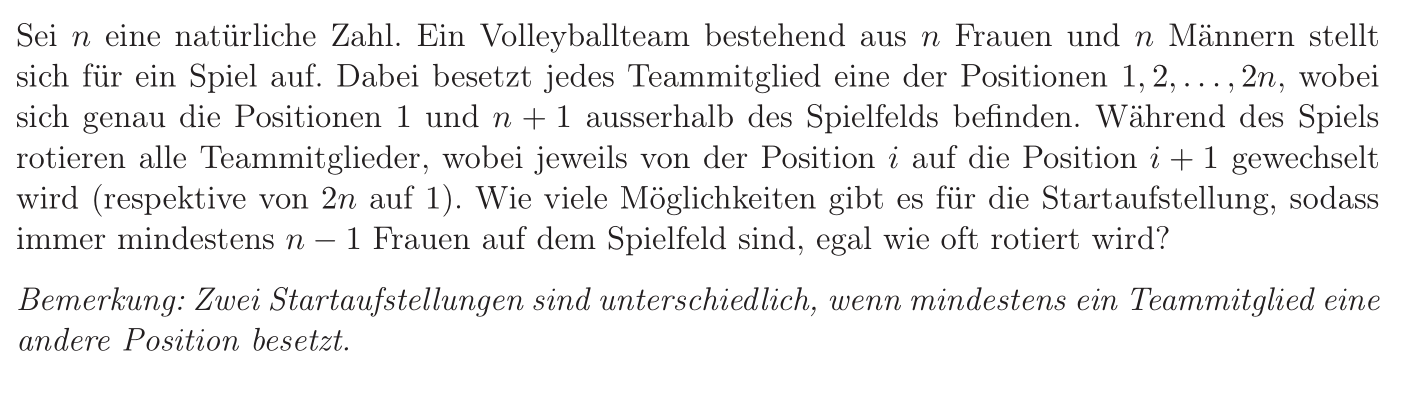 Sei n eine natürliche Zahl. Ein Volleyballteam bestehend aus n Frauen und n Männern stellt
sich für ein Spiel auf. Dabei besetzt jedes Teammitglied eine der Positionen 1, 2, . . . , 2n, wobei
sich genau die Positionen 1 und n + 1 ausserhalb des Spielfelds befinden. Während des Spiels
rotieren alle Teammitglieder, wobei jeweils von der Position i auf die Position i + 1 gewechselt
wird (respektive von 2n auf 1). Wie viele Möglichkeiten gibt es für die Startaufstellung, sodass
immer mindestens n − 1 Frauen auf dem Spielfeld sind, egal wie oft rotiert wird?
Bemerkung: Zwei Startaufstellungen sind unterschiedlich, wenn mindestens ein Teammitglied eine
andere Position besetzt.